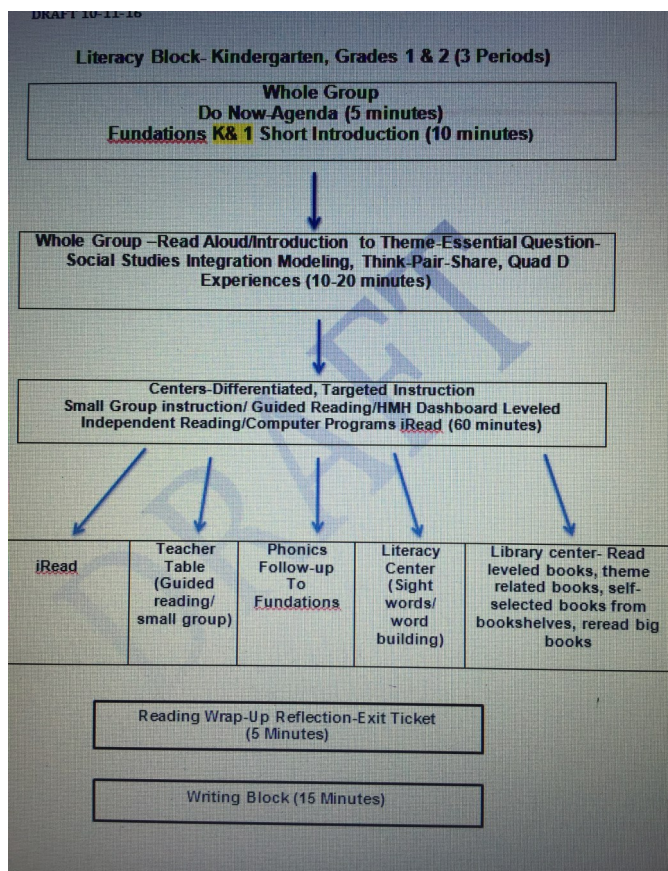 DRAFT 10-11-16
Literacy Block- Kindergarten, Grades 1 & 2 (3 Periods)
Whole Group
Do Now-Agenda (5 minutes)
Fundations K& 1 Short Introduction (10 minutes)
Whole Group –Read Aloud/Introduction to Theme-Essential Question-
Social Studies Integration Modeling, Think-Pair-Share, Quad D
Experiences (10-20 minutes)
Centers-Differentiated, Targeted Instruction
Small Group instruction/ Guided Reading/HMH Dashboard Leveled
Independent Reading/Computer Programs iRead (60 minutes)
iRead
Teacher
Table
(Guided
reading/
small group)
Phonics
Follow-up
To
Fundations
Literacy
Center
(Sight
words/
word
building)
Library center- Read
leveled books, theme
related books, self-
selected books from
bookshelves, reread big
books
Reading Wrap-Up Reflection-Exit Ticket
(5 Minutes)
Writing Block (15 Minutes)
DRAFT